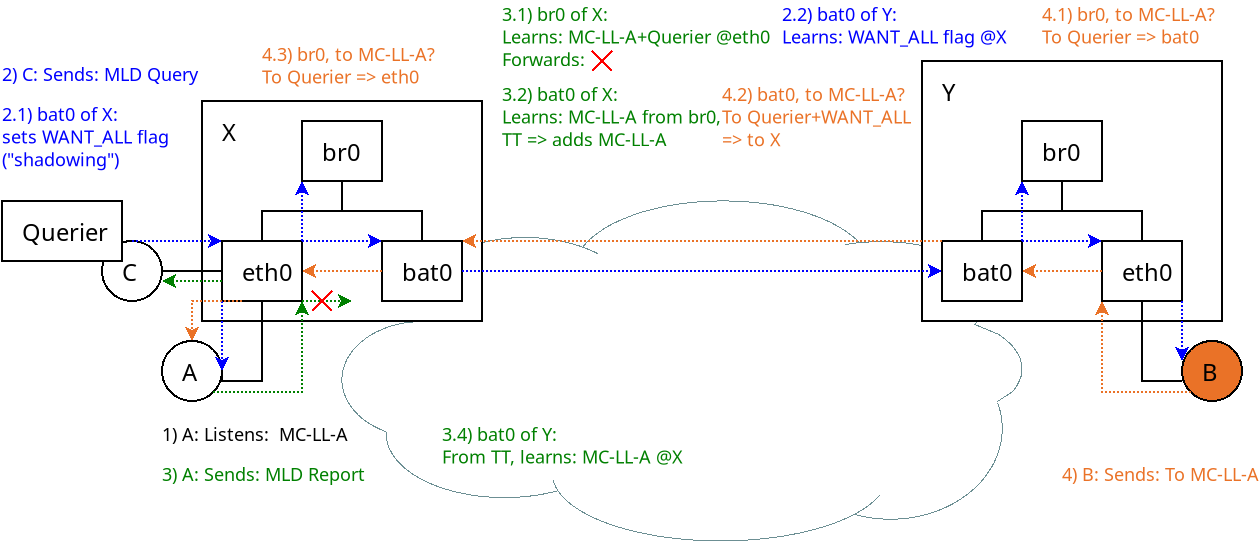 3.1) br0 of X:
Learns: MC-LL-A+Querier @eth0
Forwards:
2.2) bat0 of Y:
Learns: WANT_ALL flag @X
4.1) br0, to MC-LL-A?
To Querier => bat0
4.3) br0, to MC-LL-A?
To Querier => eth0
2) C: Sends: MLD Query
2.1) bat0 of X:
sets WANT_ALL flag
("shadowing")
3.2) bat0 of X:
Learns: MC-LL-A from br0,
TT => adds MC-LL-A
4.2) bat0, to MC-LL-A?
To Querier+WANT_ALL
=> to X
X
br0
Y
br0
Querier
C
eth0
bat0
bat0
eth0
A
B
1) A: Listens:  MC-LL-A
3) A: Sends: MLD Report
3.4) bat0 of Y:
From TT, learns: MC-LL-A @X
4) B: Sends: To MC-LL-A